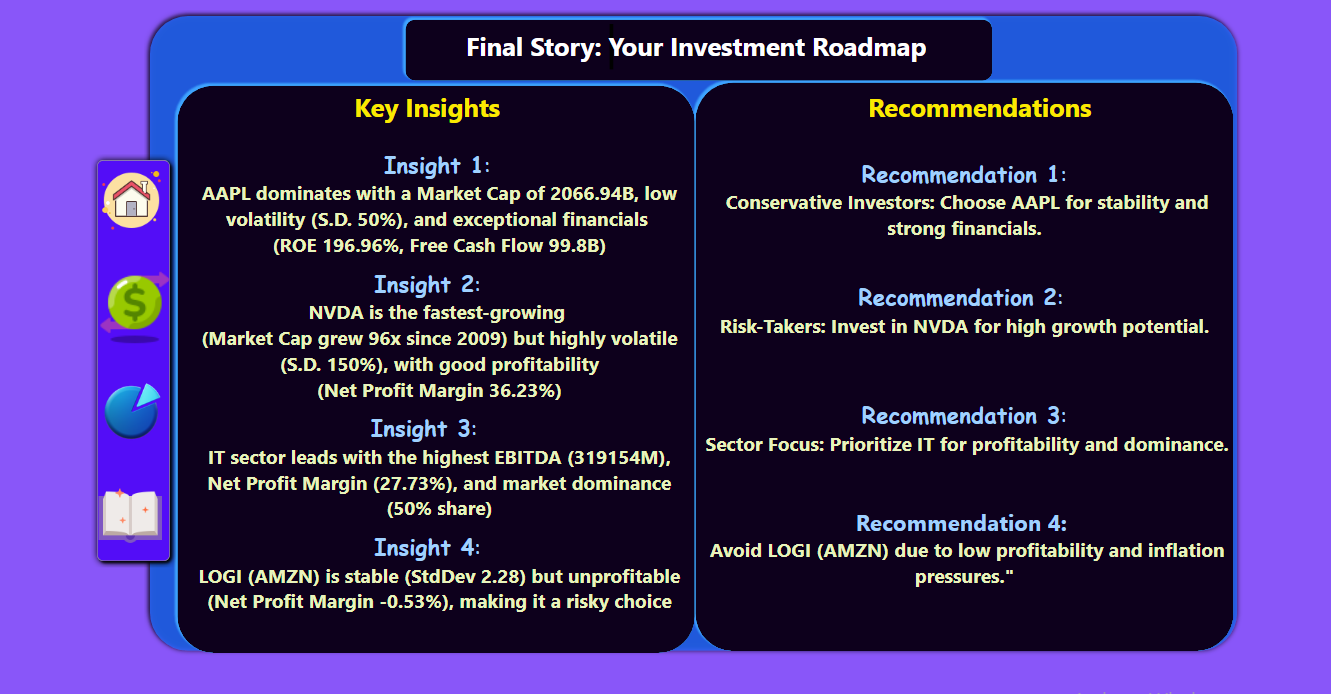 Final Story: Your Investment Roadmap
Key Insights
Insight 1:
AAPL dominates with a Market Cap of 2066.94B, low
volatility (S.D. 50%), and exceptional financials
(ROE 196.96%, Free Cash Flow 99.8B)
Insight 2:
NVDA is the fastest-growing
(Market Cap grew 96x since 2009) but highly volatile
(S.D. 150%), with good profitability
(Net Profit Margin 36.23%)
Insight 3:
IT sector leads with the highest EBITDA (319154M),
Net Profit Margin (27.73%), and market dominance
(50% share)
Insight 4:
LOGI (AMZN) is stable (StdDev 2.28) but unprofitable
(Net Profit Margin -0.53%), making it a risky choice
Recommendations
Recommendation 1:
Conservative Investors: Choose AAPL for stability and
strong financials.
Recommendation 2:
Risk-Takers: Invest in NVDA for high growth potential.
Recommendation 3:
Sector Focus: Prioritize IT for profitability and dominance.
Recommendation 4:
Avoid LOGI (AMZN) due to low profitability and inflation
pressures."